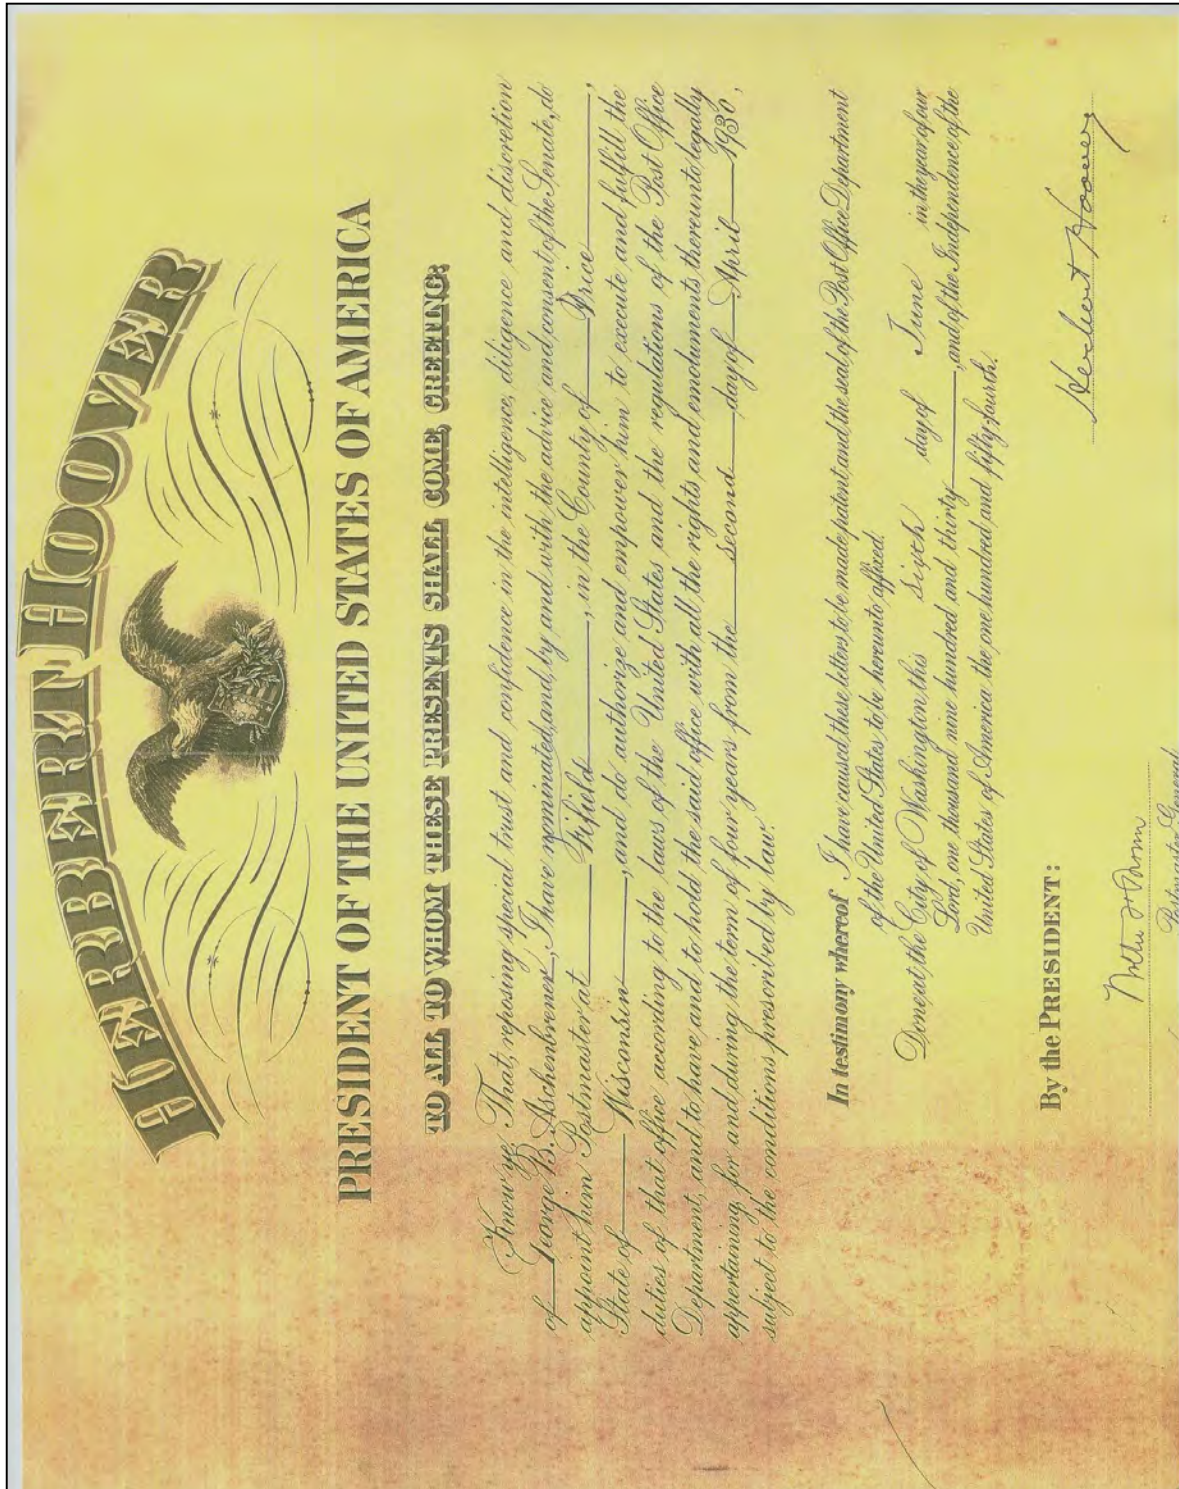 HERBERT HOOVER
PRESIDENT OF THE UNITED STATES OF AMERICA
TO ALL TO WHOM THESE PRESENTS SHALL COME, GREETING:
Know ye, That, reposing special trust and confidence in the intelligence, diligence and discretion
of George B. Aschenbrener, I have nominated, and, by and with the advice and consent of the Senate, do
appoint him Postmaster at Fifield, in the County of Price,
State of Wisconsin, and do authorize and empower him to execute and fulfill the
duties of that office according to the laws of the United States and the regulations of the Post Office
Department, and to have and to hold the said office, with all the rights and emoluments thereunto legally
appertaining, for and during the term of four years from the second day of April 1930,
subject to the conditions prescribed by law.
In testimony whereof I have caused these letters to be made patent, and the seal of the Post Office Department
of the United States to be hereunto affixed.
Done at the City of Washington this sixth day of June in the year of our
Lord, one thousand nine hundred and thirty, and of the Independence of the
United States of America the one hundred and fifty-fourth.
Herbert Hoover
By the PRESIDENT:
Postmaster General